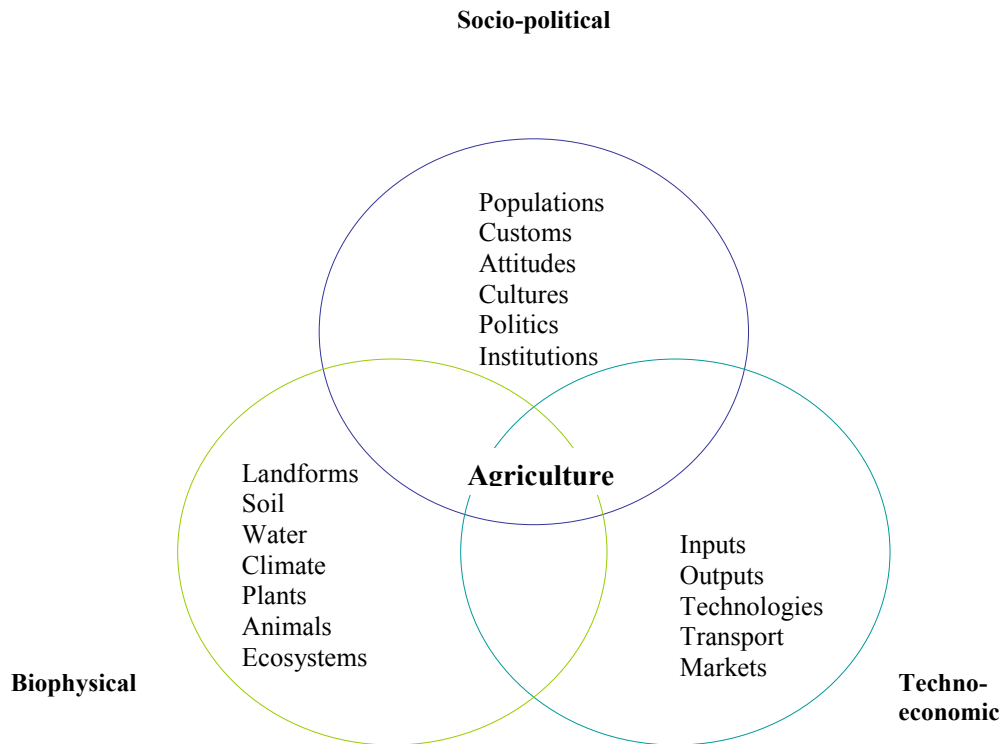 Socio-political
Populations
Customs
Attitudes
Cultures
Politics
Institutions
Agriculture
Landforms
Soil
Water
Climate
Plants
Animals
Ecosystems
Inputs
Outputs
Technologies
Transport
Markets
Biophysical
Techno-
economic